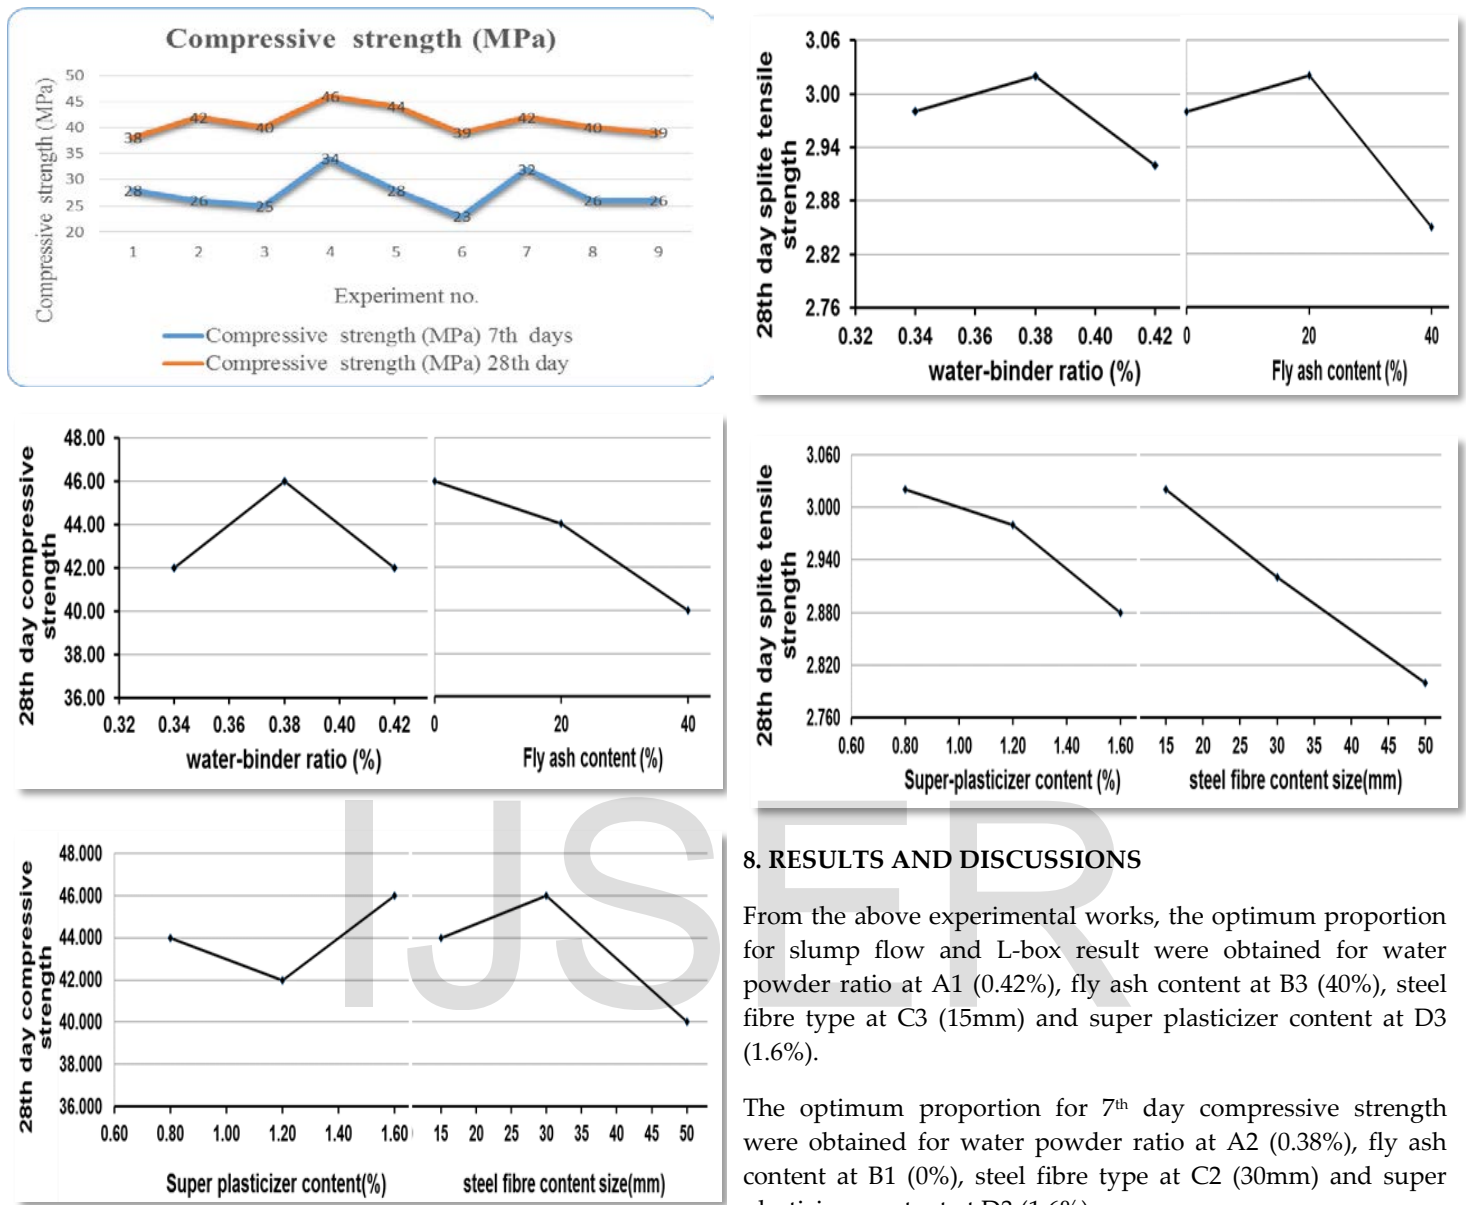 Compressive strength (MPa)
Compressive strength (MPa)
50
45
40
35
30
25
20
38 42 40 46 44 39 42 40 39
28 26 25 34 28 23 32 26 26
1 2 3 4 5 6 7 8 9
Experiment no.
Compressive strength (MPa) 7th days
Compressive strength (MPa) 28th day
28th day compressive
strength
48.00
46.00
44.00
42.00
40.00
38.00
36.00
0.32 0.34 0.36 0.38 0.40 0.42 0 20 40
water-binder ratio (%) Fly ash content (%)
28th day compressive
strength
48.000
46.000
44.000
42.000
40.000
38.000
36.000
0.60 0.80 1.00 1.20 1.40 1.60 15 20 25 30 35 40 45 50
Super plasticizer content(%) steel fibre content size(mm)
28th day splite tensile
strength
3.06
3.00
2.94
2.88
2.82
2.76
0.32 0.34 0.36 0.38 0.40 0.42 0 20 40
water-binder ratio (%) Fly ash content (%)
28th day splite tensile
strength
3.060
3.000
2.940
2.880
2.820
2.760
0.60 0.80 1.00 1.20 1.40 1.60 15 20 25 30 35 40 45 50
Super-plasticizer content (%) steel fibre content size(mm)
IJSER
8. RESULTS AND DISCUSSIONS
From the above experimental works, the optimum proportion
for slump flow and L-box result were obtained for water
powder ratio at A1 (0.42%), fly ash content at B3 (40%), steel
fibre type at C3 (15mm) and super plasticizer content at D3
(1.6%).
The optimum proportion for 7th day compressive strength
were obtained for water powder ratio at A2 (0.38%), fly ash
content at B1 (0%), steel fibre type at C2 (30mm) and super